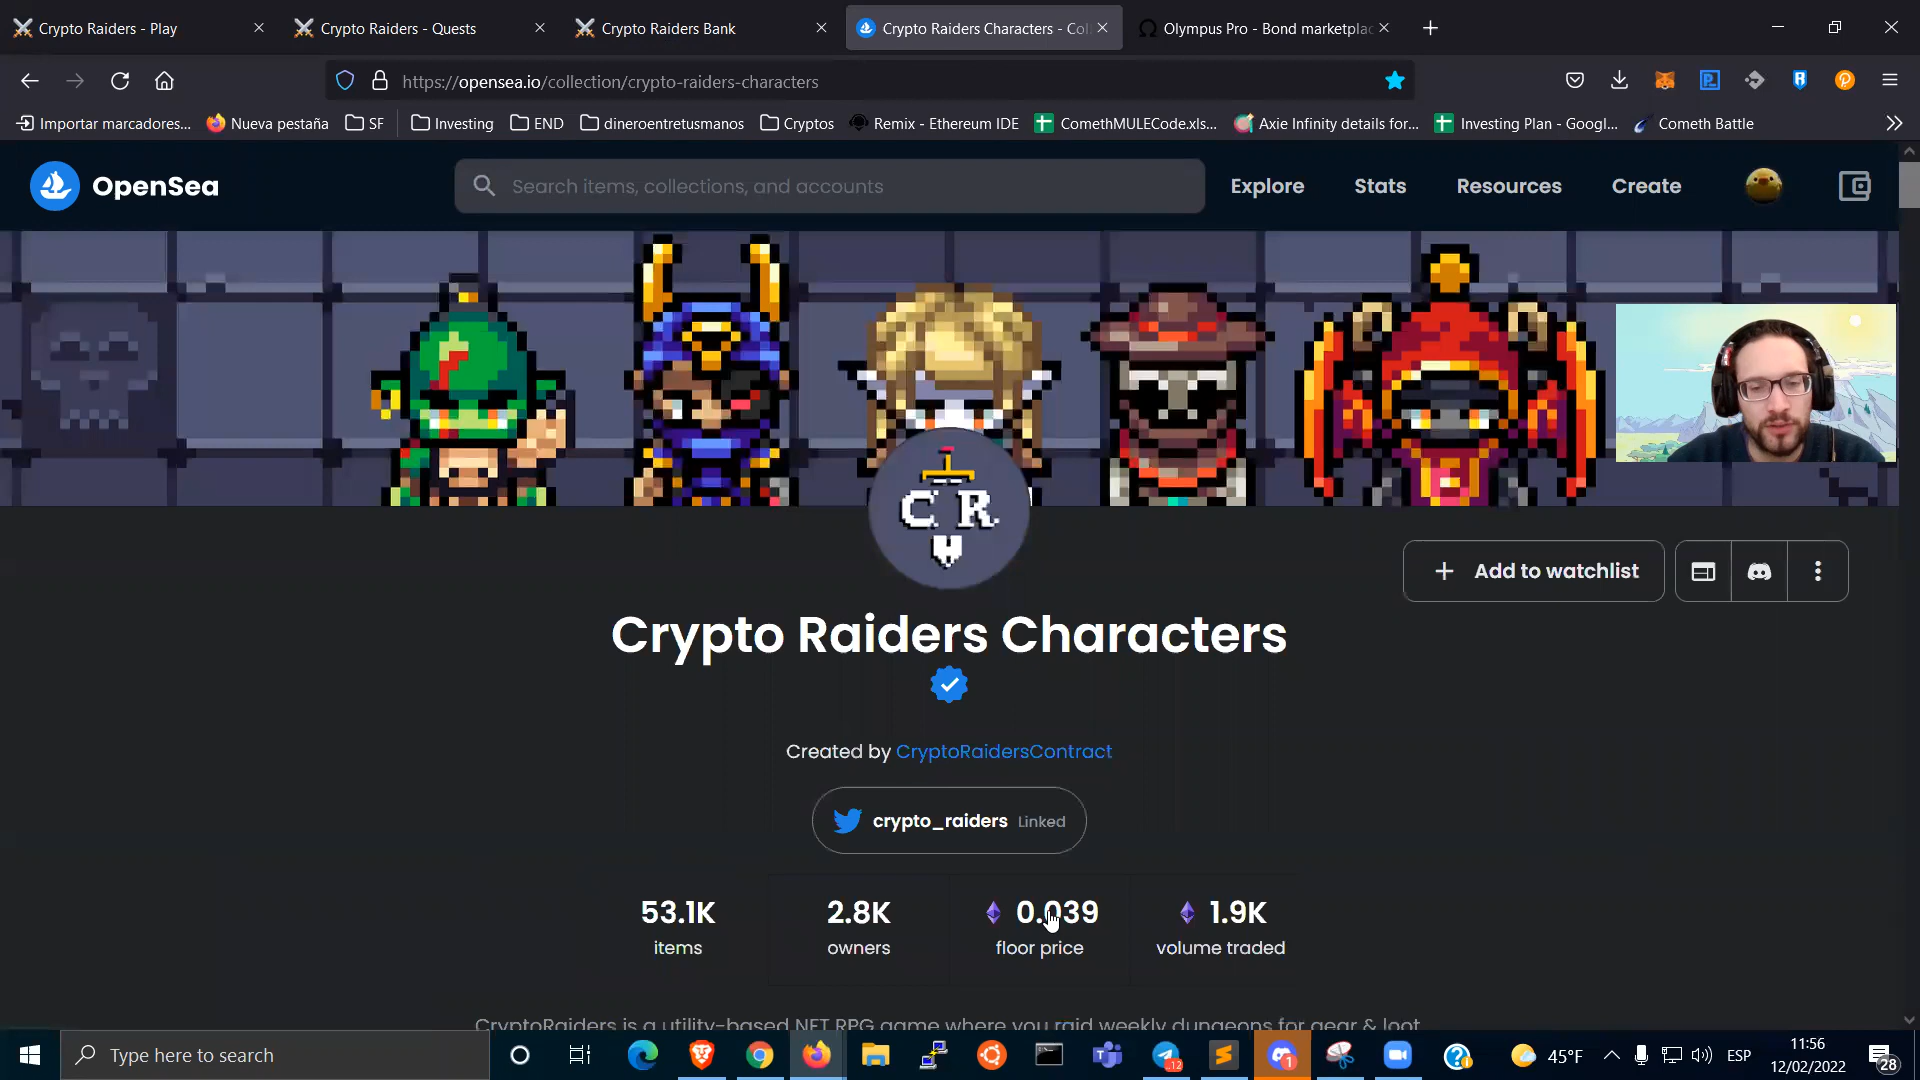 Crypto Raiders - Play
Crypto Raiders - Quests
Crypto Raiders Bank
Crypto Raiders Characters - Col
Olympus Pro - Bond marketplac
https://opensea.io/collection/crypto-raiders-characters
Importar marcadores...
Nueva pestaña
SF
Investing
END
dineroentretusmanos
Cryptos
Remix - Ethereum IDE
ComethMULECode.xls...
Axie Infinity details for...
Investing Plan - Googl...
Cometh Battle
OpenSea
Search items, collections, and accounts
Explore
Stats
Resources
Create
C R
Add to watchlist
Crypto Raiders Characters
Created by CryptoRaidersContract
crypto_raiders Linked
53.1K
items
2.8K
owners
0.039
floor price
1.9K
volume traded
CryptoRaiders is a utility-based NFT RPG game where you raid weekly dungeons for gear & loot
Type here to search
12
1
45°F
ESP
11:56
12/02/2022
28